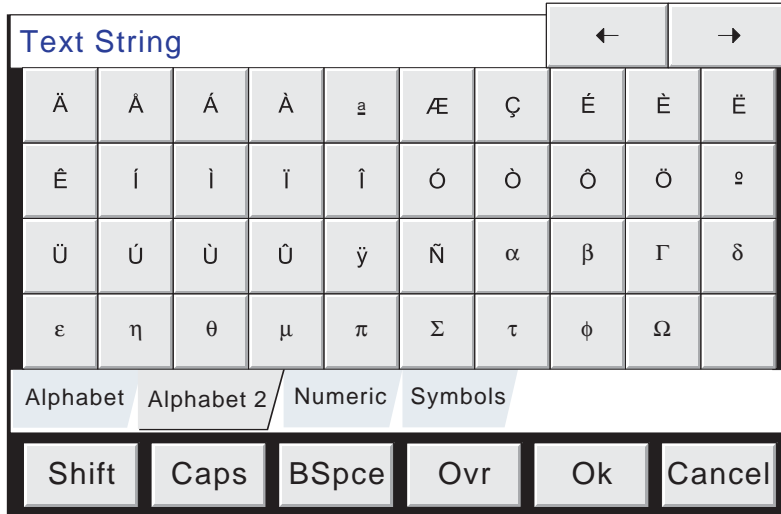 Text String ← →
Ä Å Á À ª Æ Ç É È Ë
Ê Í Ì Ï Î Ó Ò Ô Ö º
Ü Ú Ù Û ÿ Ñ α β Γ δ
ε η θ μ π Σ τ φ Ω
Alphabet Alphabet 2 Numeric Symbols
Shift Caps BSpce Ovr Ok Cancel